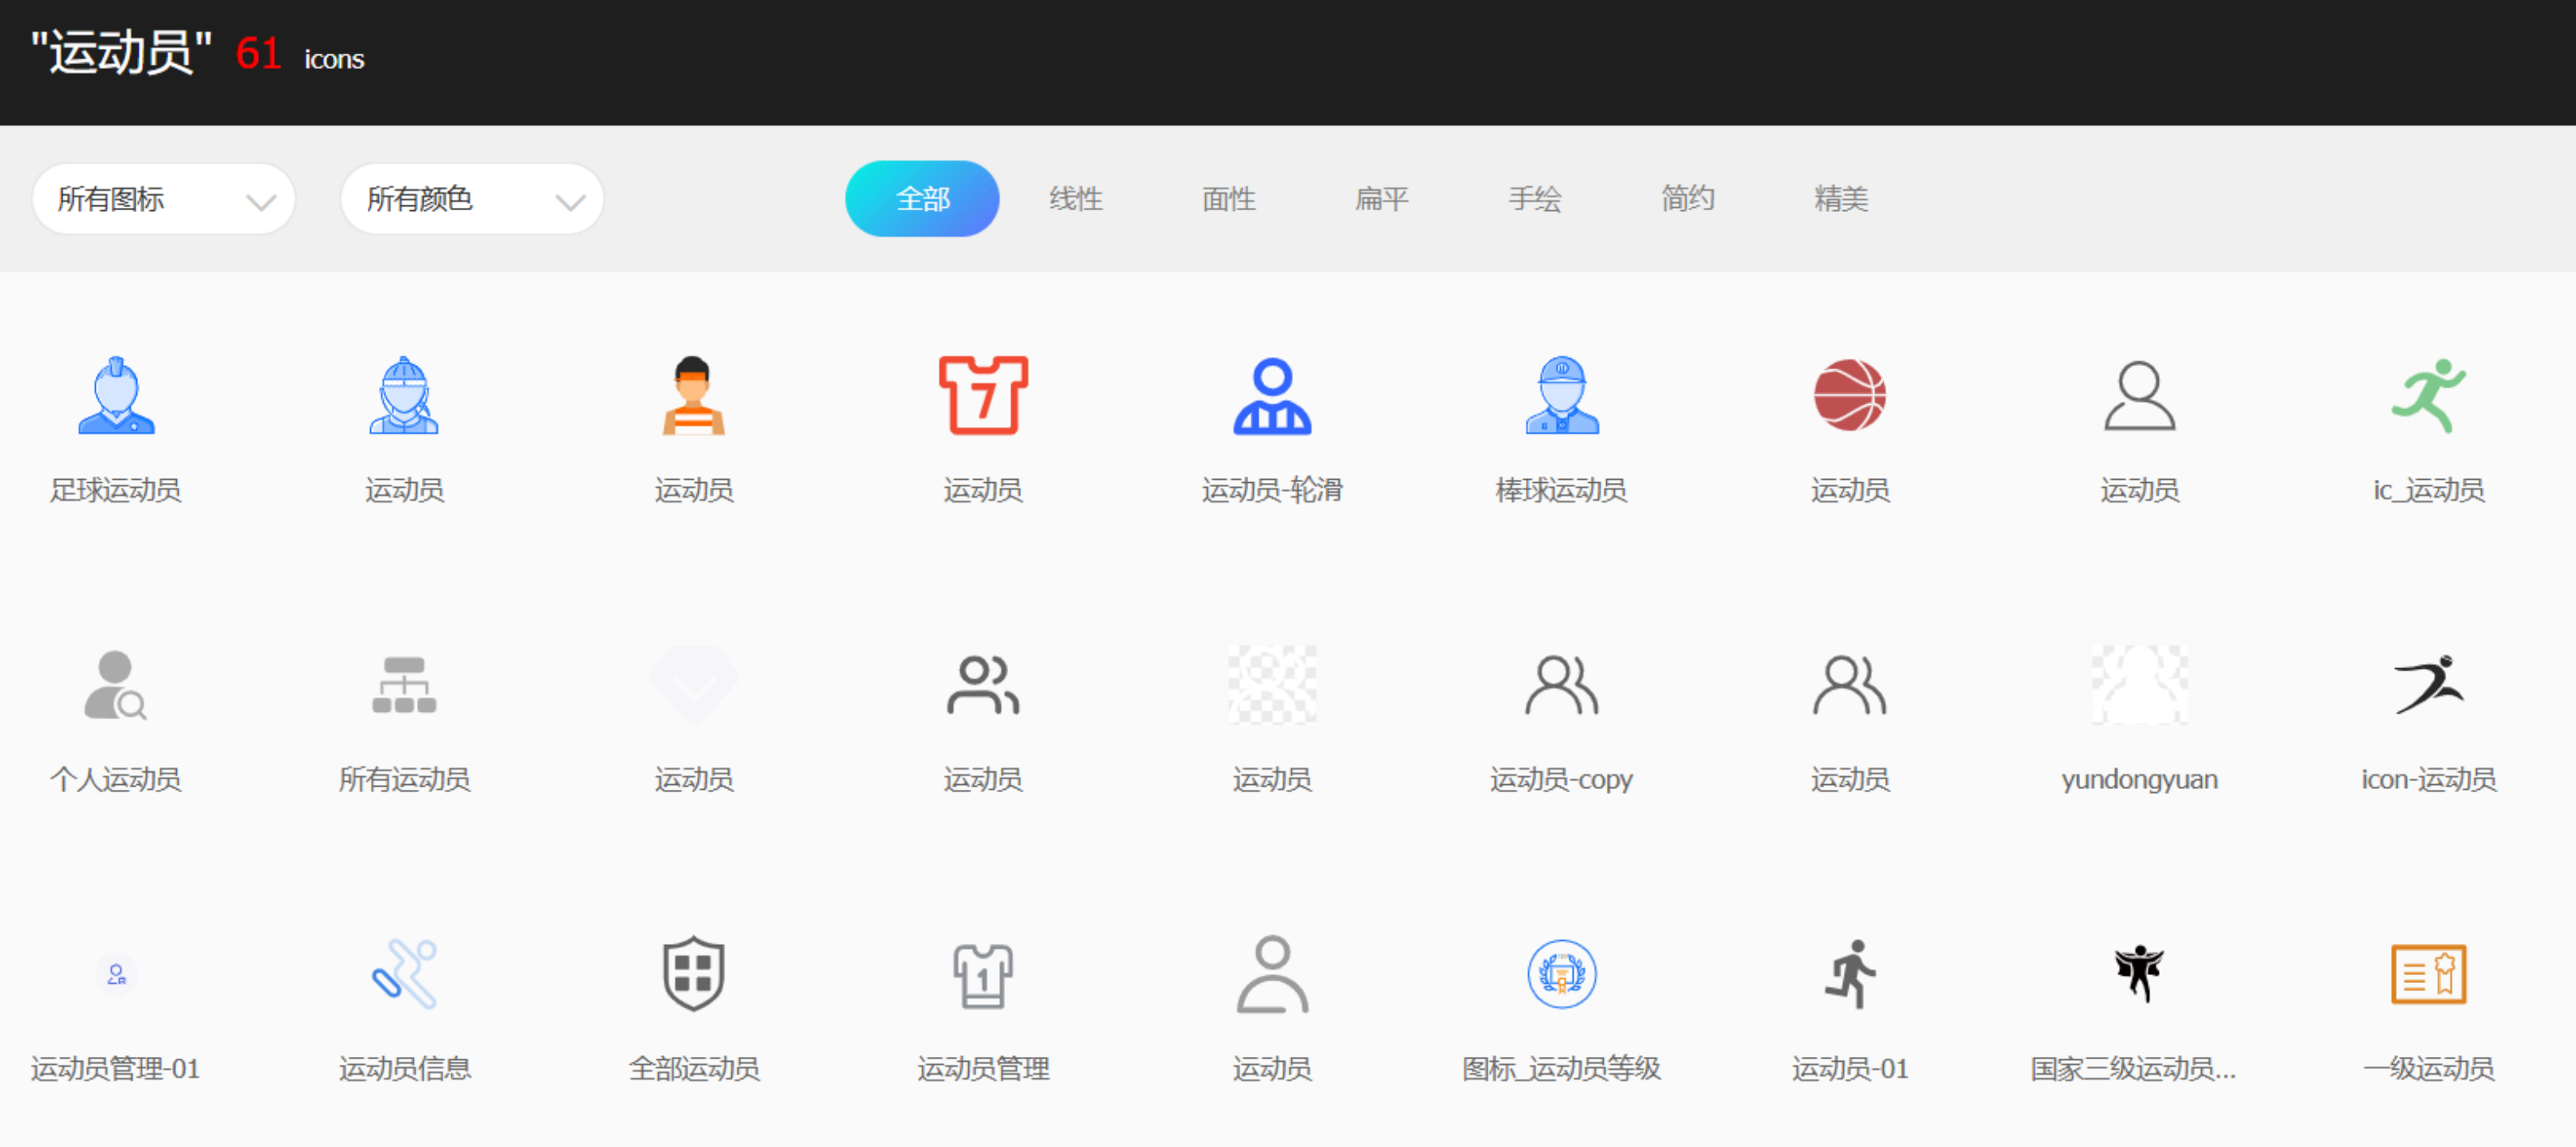 "运动员" 61 icons
所有图标 所有颜色 全部 线性 面性 扁平 手绘 简约 精美
7
足球运动员 运动员 运动员 运动员 运动员-轮滑 棒球运动员 运动员 运动员 ic_运动员
个人运动员 所有运动员 运动员 运动员 运动员 运动员-copy 运动员 yundongyuan icon-运动员
1
运动员管理-01 运动员信息 全部运动员 运动员管理 运动员 图标_运动员等级 运动员-01 国家三级运动员... 一级运动员